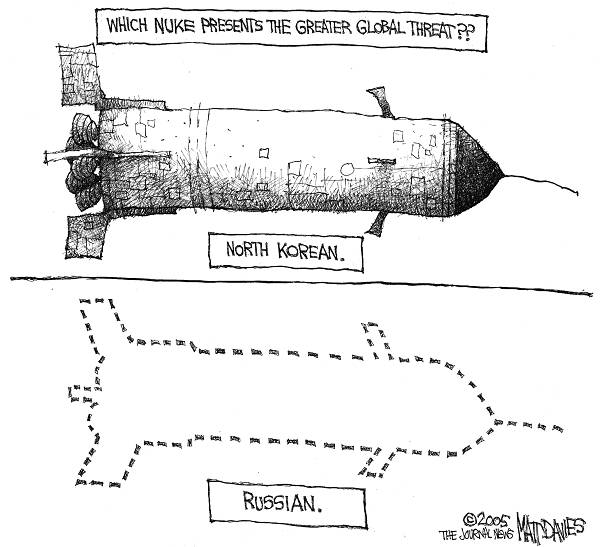 WHICH NUKE PRESENTS THE GREATER GLOBAL THREAT??
NORTH KOREAN.
RUSSIAN.
©2005
THE JOURNAL NEWS MATT DAVIES